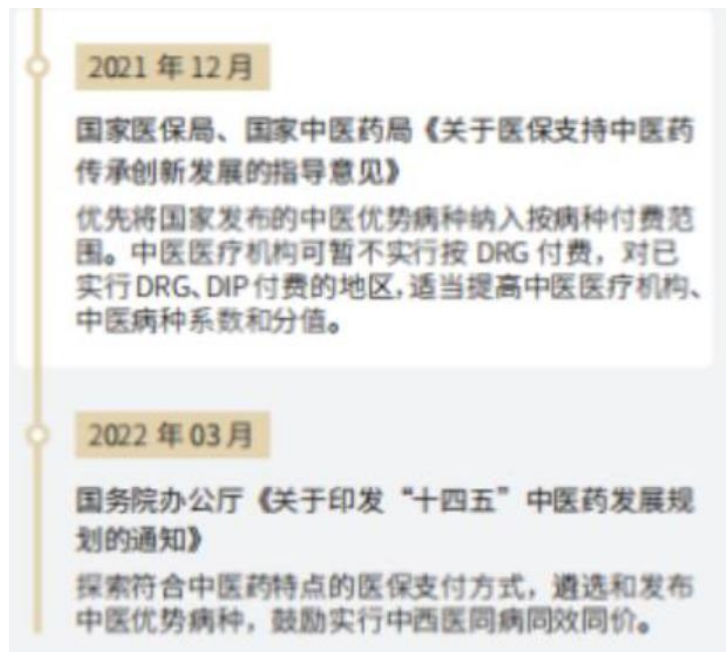 2021 年 12 月
国家医保局、国家中医药局《关于医保支持中医药
传承创新发展的指导意见》
优先将国家发布的中医优势病种纳入按病种付费范
围。中医医疗机构可暂不实行按 DRG 付费，对已
实行 DRG、DIP 付费的地区，适当提高中医医疗机构、
中医病种系数和分值。
2022 年 03 月
国务院办公厅《关于印发“十四五”中医药发展规
划的通知》
探索符合中医药特点的医保支付方式，遴选和发布
中医优势病种，鼓励实行中西医同病同效同价。